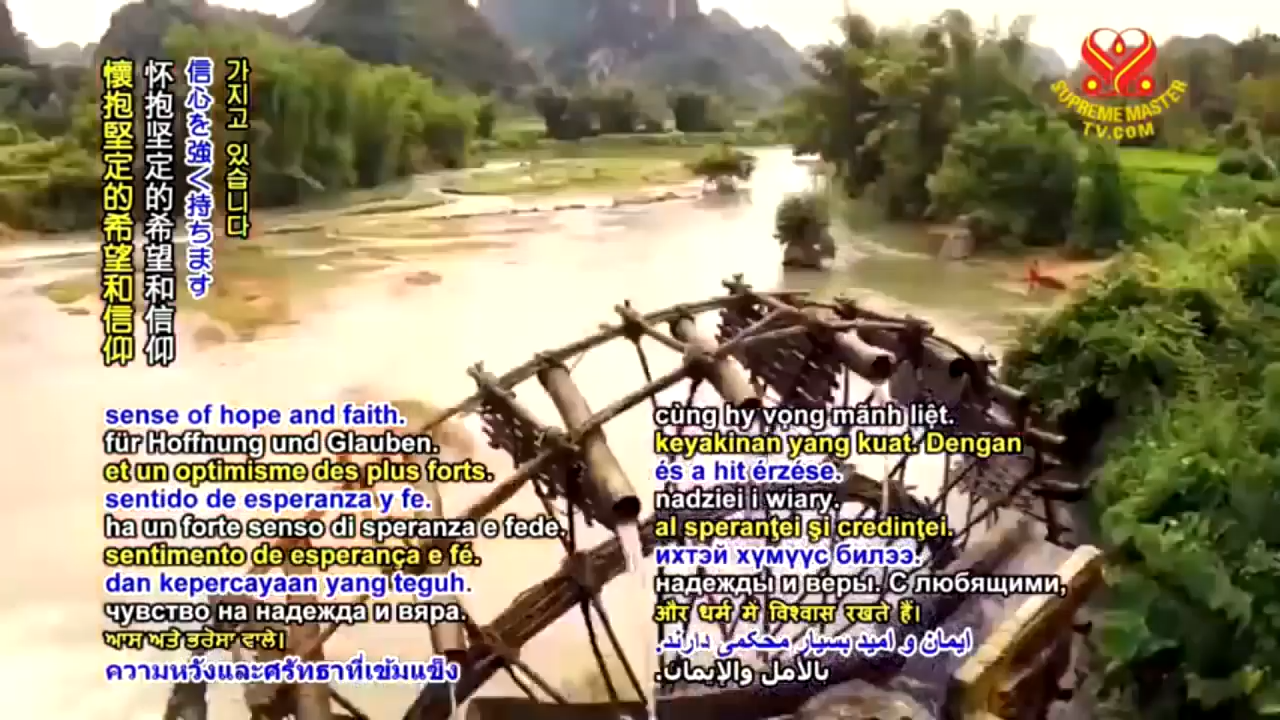 懷抱堅定的希望和信仰
怀抱坚定的希望和信仰
信心を強く持ちます
가지고 있습니다
SUPREME MASTER
TV.COM
sense of hope and faith.
für Hoffnung und Glauben.
et un optimisme des plus forts.
sentido de esperanza y fe.
ha un forte senso di speranza e fede.
sentimento de esperança e fé.
dan kepercayaan yang teguh.
чувство на надежда и вяра.
ਆਸ ਅਤੇ ਭਰੋਸਾ ਵਾਲੇ।
ความหวังและศรัทธาที่เข้มแข็ง
cùng hy vọng mãnh liệt.
keyakinan yang kuat. Dengan
és a hit érzése.
nadziei i wiary.
al speranţei şi credinţei.
ихтэй хүмүүс билээ.
надежды и веры. С любящими,
और धर्म में विश्वास रखते हैं।
ایمان و امید بسیار محکمی دارند.
بالأمل والإيمان.